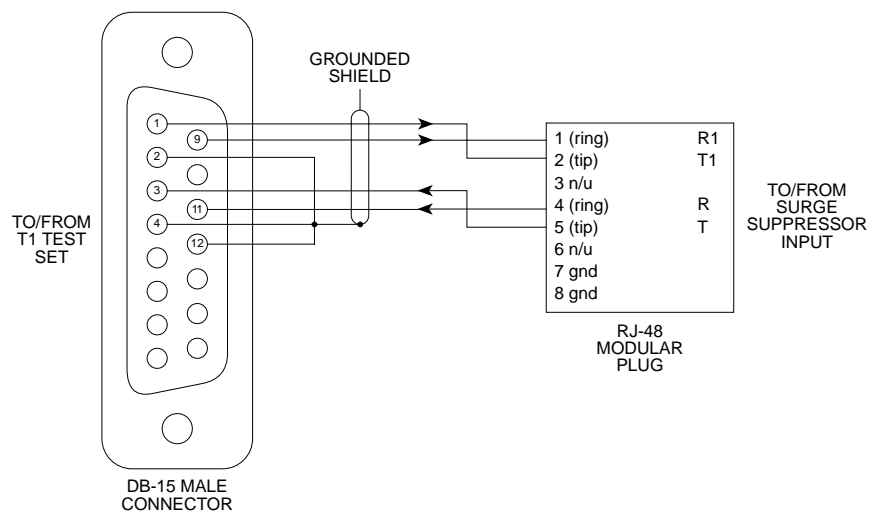 GROUNDED
SHIELD
1
9
2
3
11
4
12
TO/FROM
T1 TEST
SET
1 (ring) R1
2 (tip) T1
3 n/u
4 (ring) R
5 (tip) T
6 n/u
7 gnd
8 gnd
TO/FROM
SURGE
SUPPRESSOR
INPUT
RJ-48
MODULAR
PLUG
DB-15 MALE
CONNECTOR